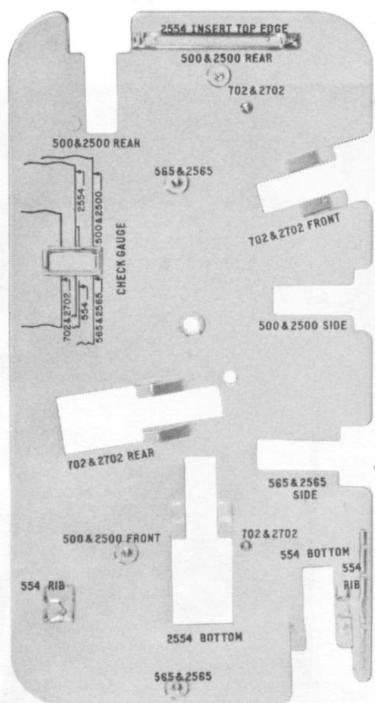 2554 INSERT TOP EDGE
500 & 2500 REAR
702 & 2702
500 & 2500 REAR
565 & 2565
2554
500 & 2500
CHECK GAUGE
702 & 2702
554
565 & 2565
702 & 2702 FRONT
500 & 2500 SIDE
702 & 2702 REAR
565 & 2565
SIDE
500 & 2500 FRONT
702 & 2702
554 BOTTOM
554
RIB
554 RIB
2554 BOTTOM
565 & 2565